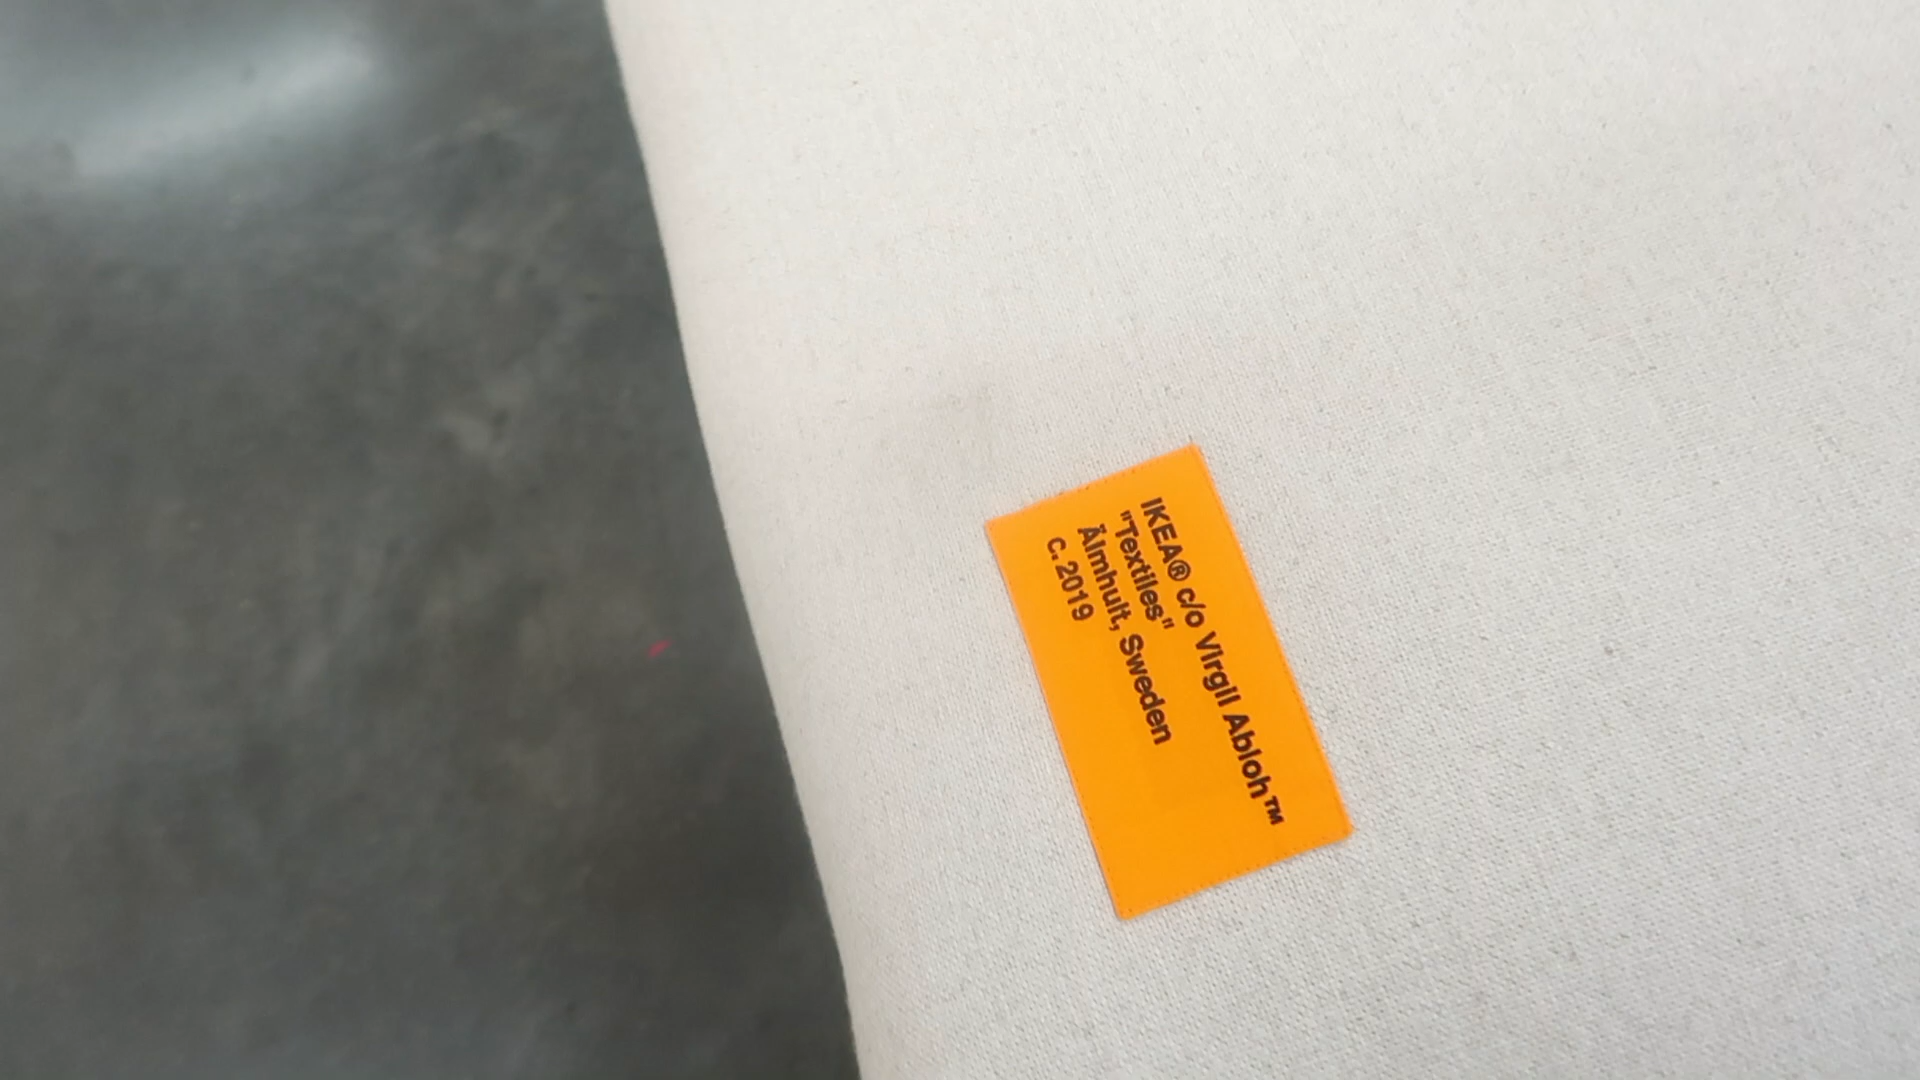 IKEA® c/o Virgil Abloh™
"Textiles"
Älmhult, Sweden
c. 2019